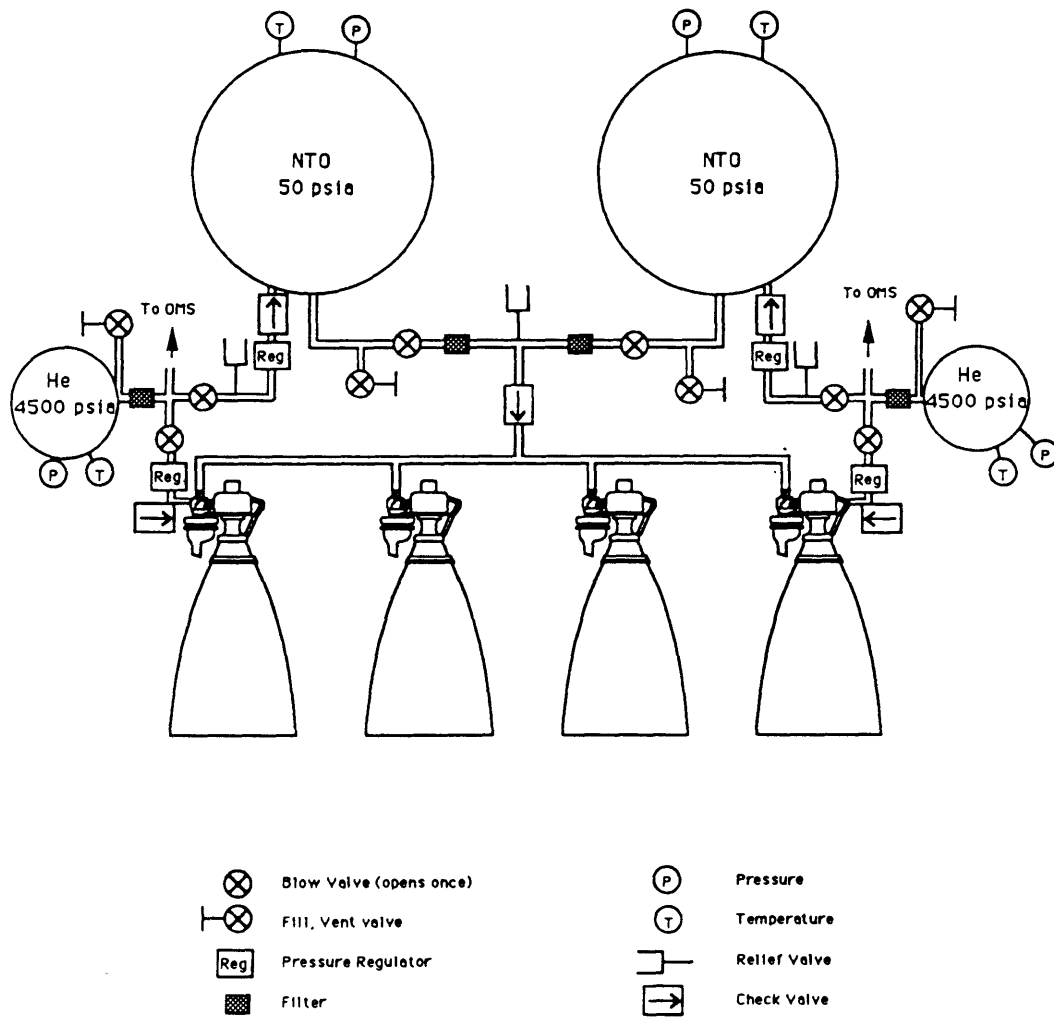 T
P
P
T
NTO
50 psia
NTO
50 psia
To OMS
To OMS
Reg
Reg
He
4500 psia
He
4500 psia
P
T
Reg
Reg
T
P
Blow Valve (opens once)
P
Pressure
Fill, Vent valve
T
Temperature
Reg
Pressure Regulator
Relief Valve
Filter
Check Valve